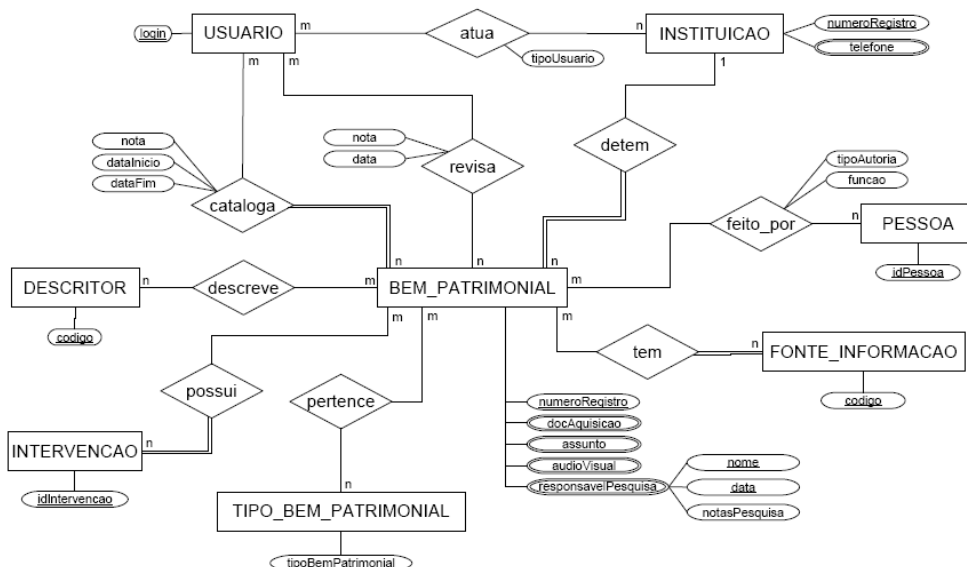 login
USUARIO
m
atua
n
INSTITUICAO
numeroRegistro
telefone
tipoUsuario
m
m
1
nota
dataInicio
dataFim
cataloga
nota
data
revisa
detem
tipoAutoria
funcao
feito_por
n
PESSOA
idPessoa
n
n
n
DESCRITOR
n
descreve
m
BEM_PATRIMONIAL
m
codigo
m
m
m
possui
pertence
tem
n
FONTE_INFORMACAO
codigo
numeroRegistro
docAquisicao
assunto
audioVisual
responsavelPesquisa
nome
data
notasPesquisa
INTERVENCAO
n
idIntervencao
n
TIPO_BEM_PATRIMONIAL
tipoBemPatrimonial